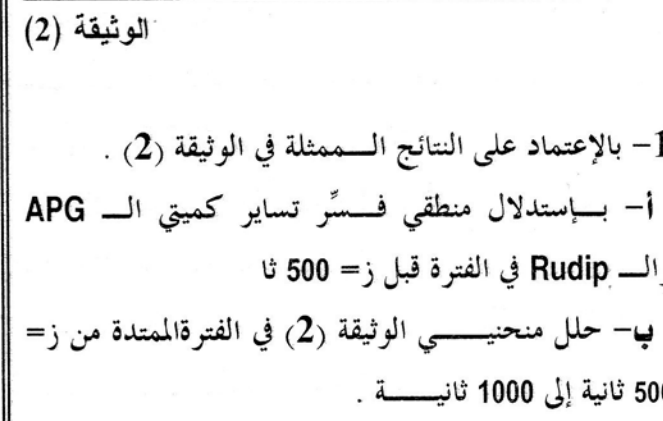 الوثيقة (2)
1- بالإعتماد على النتائج الممثلة في الوثيقة (2) .
أ- بإستدلال منطقي فسِّر تساير كميتي الـ APG
والـ Rudip في الفترة قبل ز= 500 ثا
ب- حلل منحنيي الوثيقة (2) في الفترةالممتدة من ز=
500 ثانية إلى 1000 ثانية .